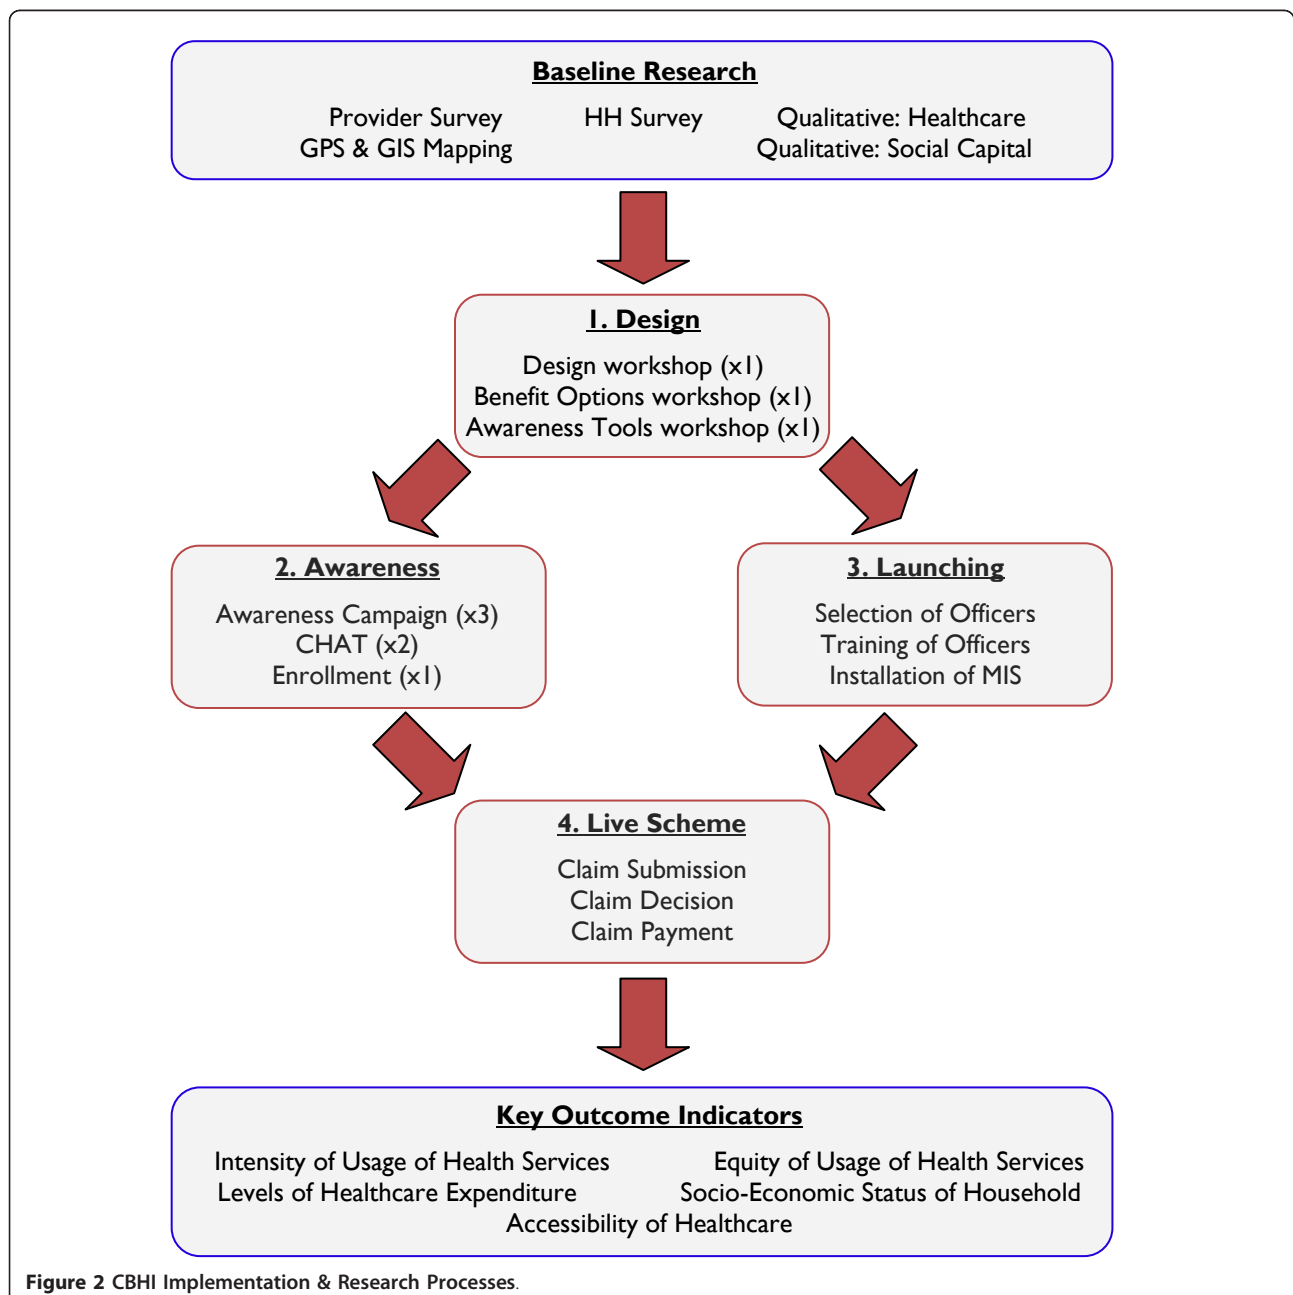 Baseline Research
Provider Survey HH Survey Qualitative: Healthcare
GPS & GIS Mapping Qualitative: Social Capital
1. Design
Design workshop (x1)
Benefit Options workshop (x1)
Awareness Tools workshop (x1)
2. Awareness
Awareness Campaign (x3)
CHAT (x2)
Enrollment (x1)
3. Launching
Selection of Officers
Training of Officers
Installation of MIS
4. Live Scheme
Claim Submission
Claim Decision
Claim Payment
Key Outcome Indicators
Intensity of Usage of Health Services Equity of Usage of Health Services
Levels of Healthcare Expenditure Socio-Economic Status of Household
Accessibility of Healthcare
Figure 2 CBHI Implementation & Research Processes.